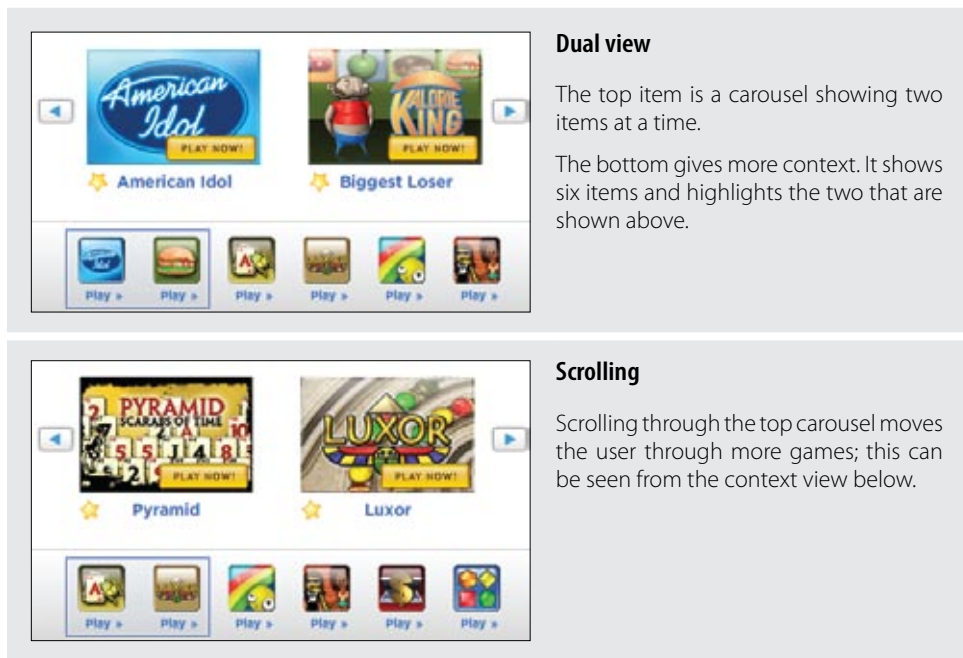 American
Idol
PLAY NOW!
KALORIE
KING
PLAY NOW!
American Idol
Biggest Loser
Play » Play » Play » Play » Play » Play »
Dual view
The top item is a carousel showing two
items at a time.
The bottom gives more context. It shows
six items and highlights the two that are
shown above.
PYRAMID
SCARABS OF TIME
PLAY NOW!
LUXOR
PLAY NOW!
Pyramid
Luxor
Play » Play » Play » Play » Play » Play »
Scrolling
Scrolling through the top carousel moves
the user through more games; this can
be seen from the context view below.